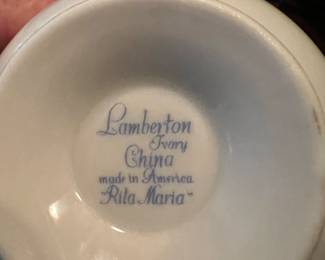 Lamberton
Ivory
China
made in America
"Rita Maria"